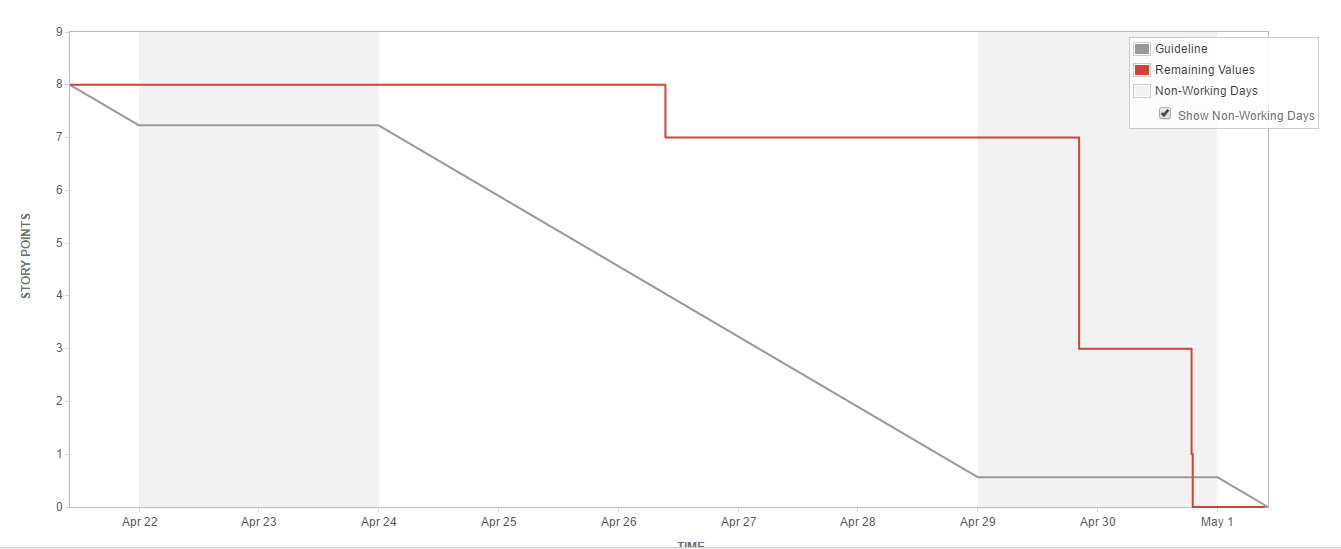 9
8
7
6
5
4
3
2
1
0
STORY POINTS
Guideline
Remaining Values
Non-Working Days
Show Non-Working Days
Apr 22 Apr 23 Apr 24 Apr 25 Apr 26 Apr 27 Apr 28 Apr 29 Apr 30 May 1
TIME